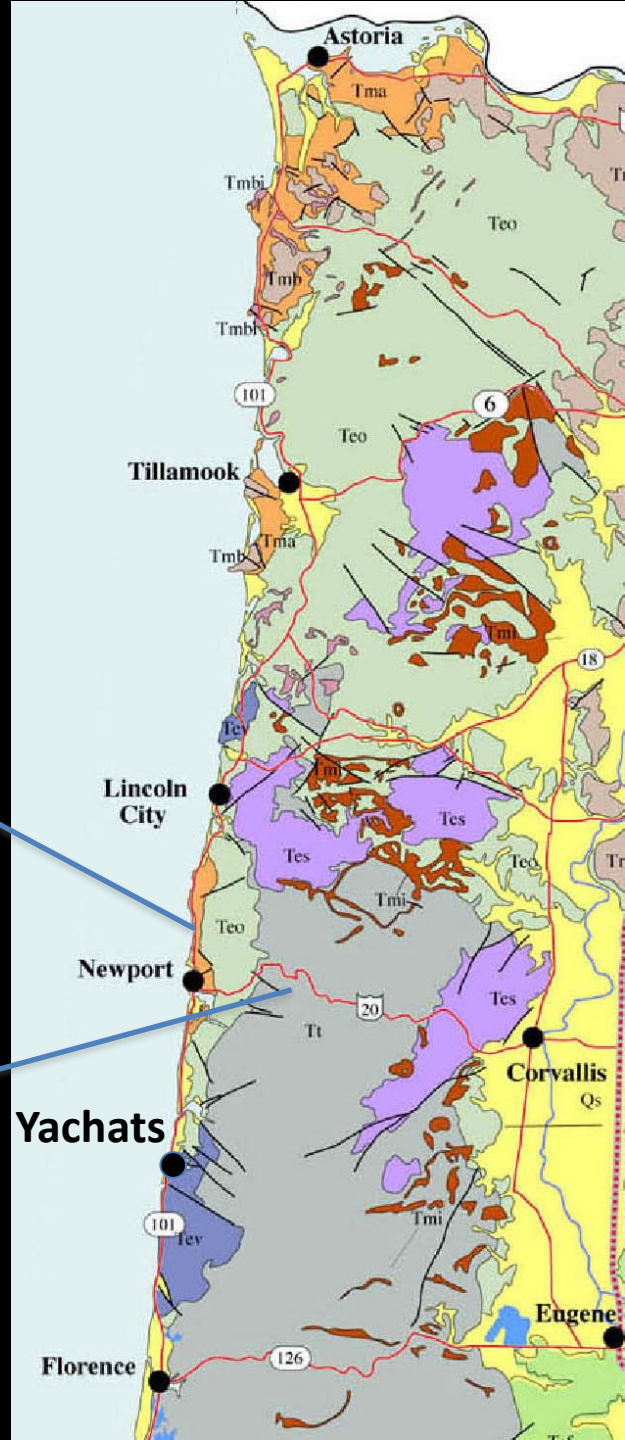 Astoria
Tma
Tmbi
Teo
Tmb
Tmbi
101
6
Teo
Tillamook
Tma
Tmb
Tmi
18
Tev
Lincoln
City
Tmi
Tes
Tes
Teo
Tmi
Teo
Newport
Tes
20
Tt
Corvallis
Qs
Yachats
101
Tev
Tmi
Eugene
126
Florence